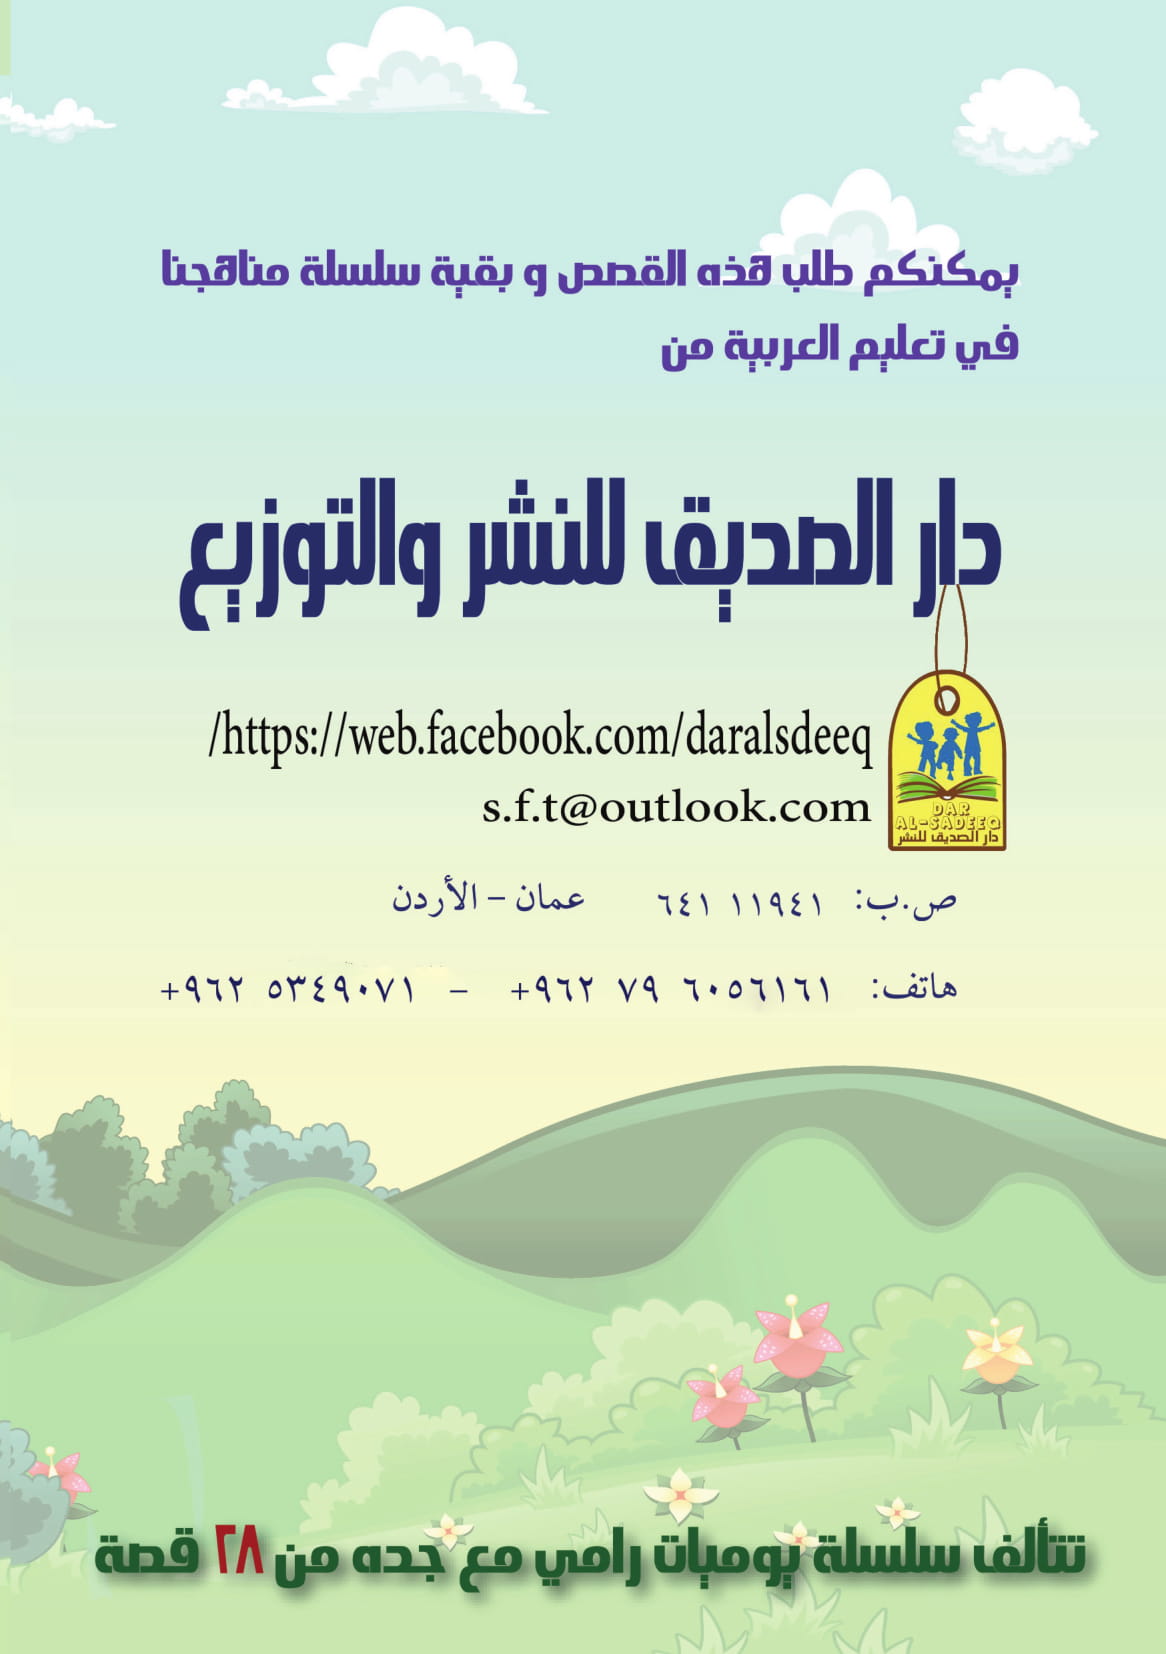 يمكنكم طلب هذه القصص و بقية سلسلة مناهجنا
في تعليم العربية من
دار الصديق للنشر والتوزيع
https://web.facebook.com/daralsdeeq/
s.f.t@outlook.com
DAR
AL-SADEEQ
دار الصديق للنشر
ص.ب: ١١٩٤١ ٦٤١ عمان – الأردن
هاتف: ٦٠٥٦١٦١ ٧٩ ٩٦٢+ – ٥٣٤٩٠٧١ ٩٦٢+
تتألف سلسلة يوميات رامي مع جده من ٢٨ قصة